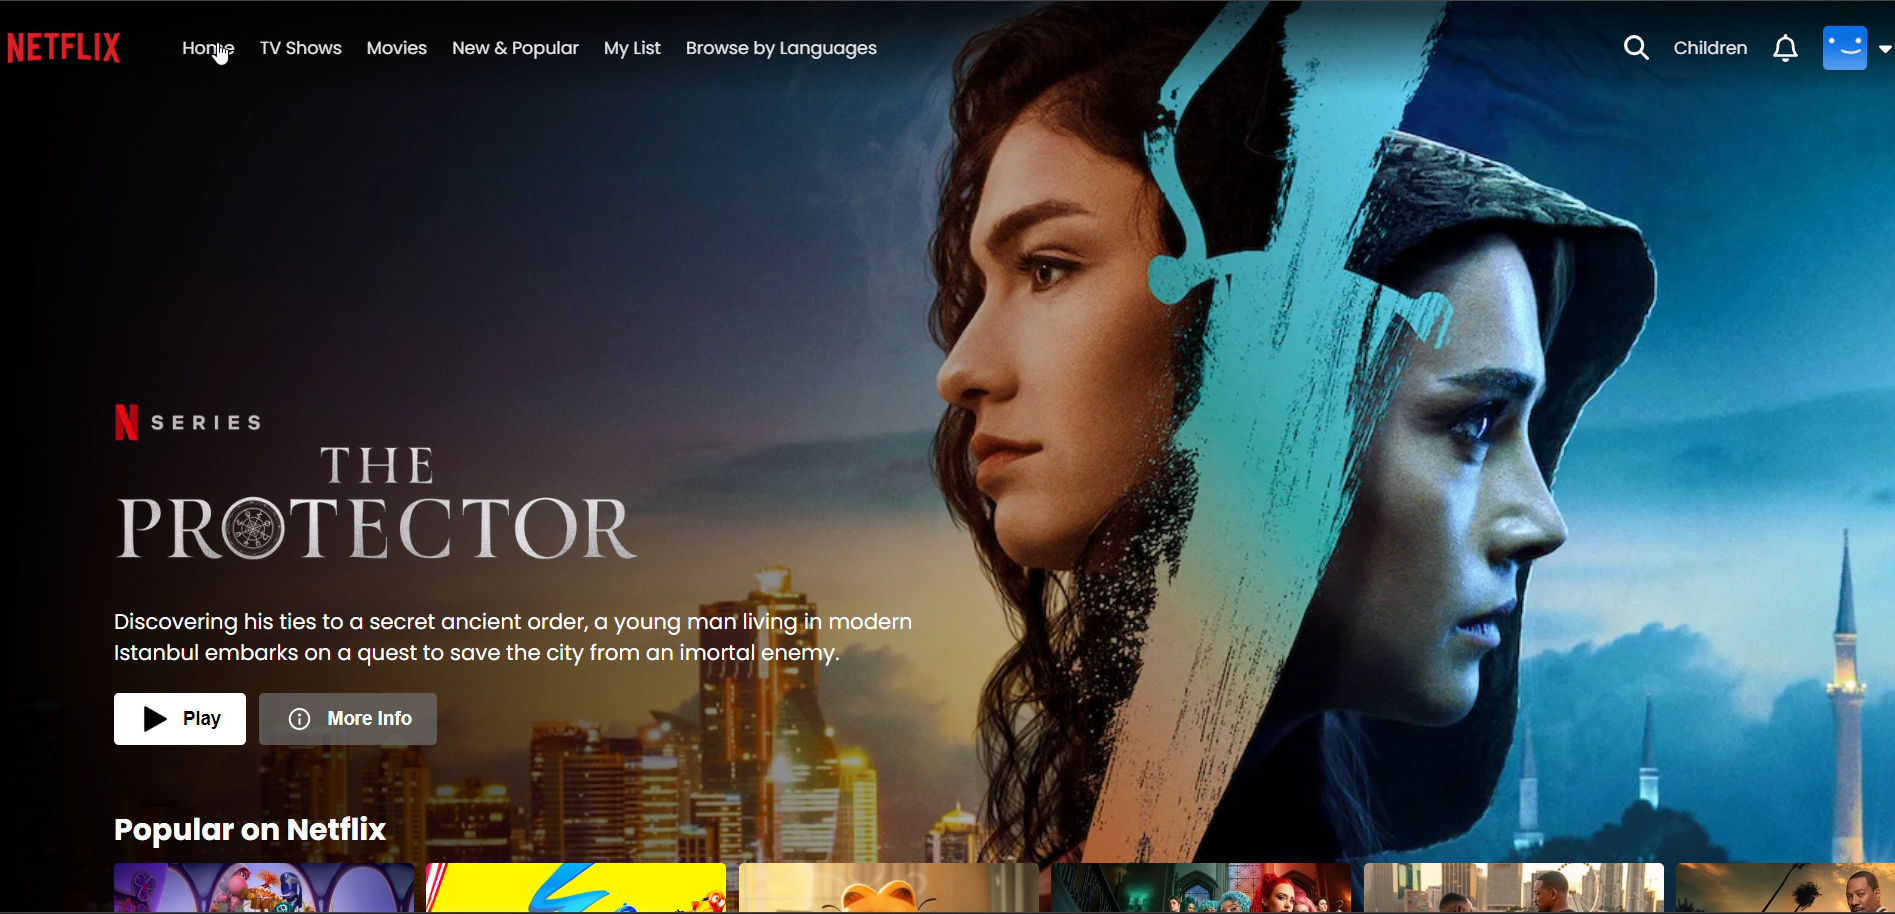 NETFLIX Home TV Shows Movies New & Popular My List Browse by Languages Children
N SERIES
THE
PROTECTOR
Discovering his ties to a secret ancient order, a young man living in modern
Istanbul embarks on a quest to save the city from an imortal enemy.
Play More Info
Popular on Netflix